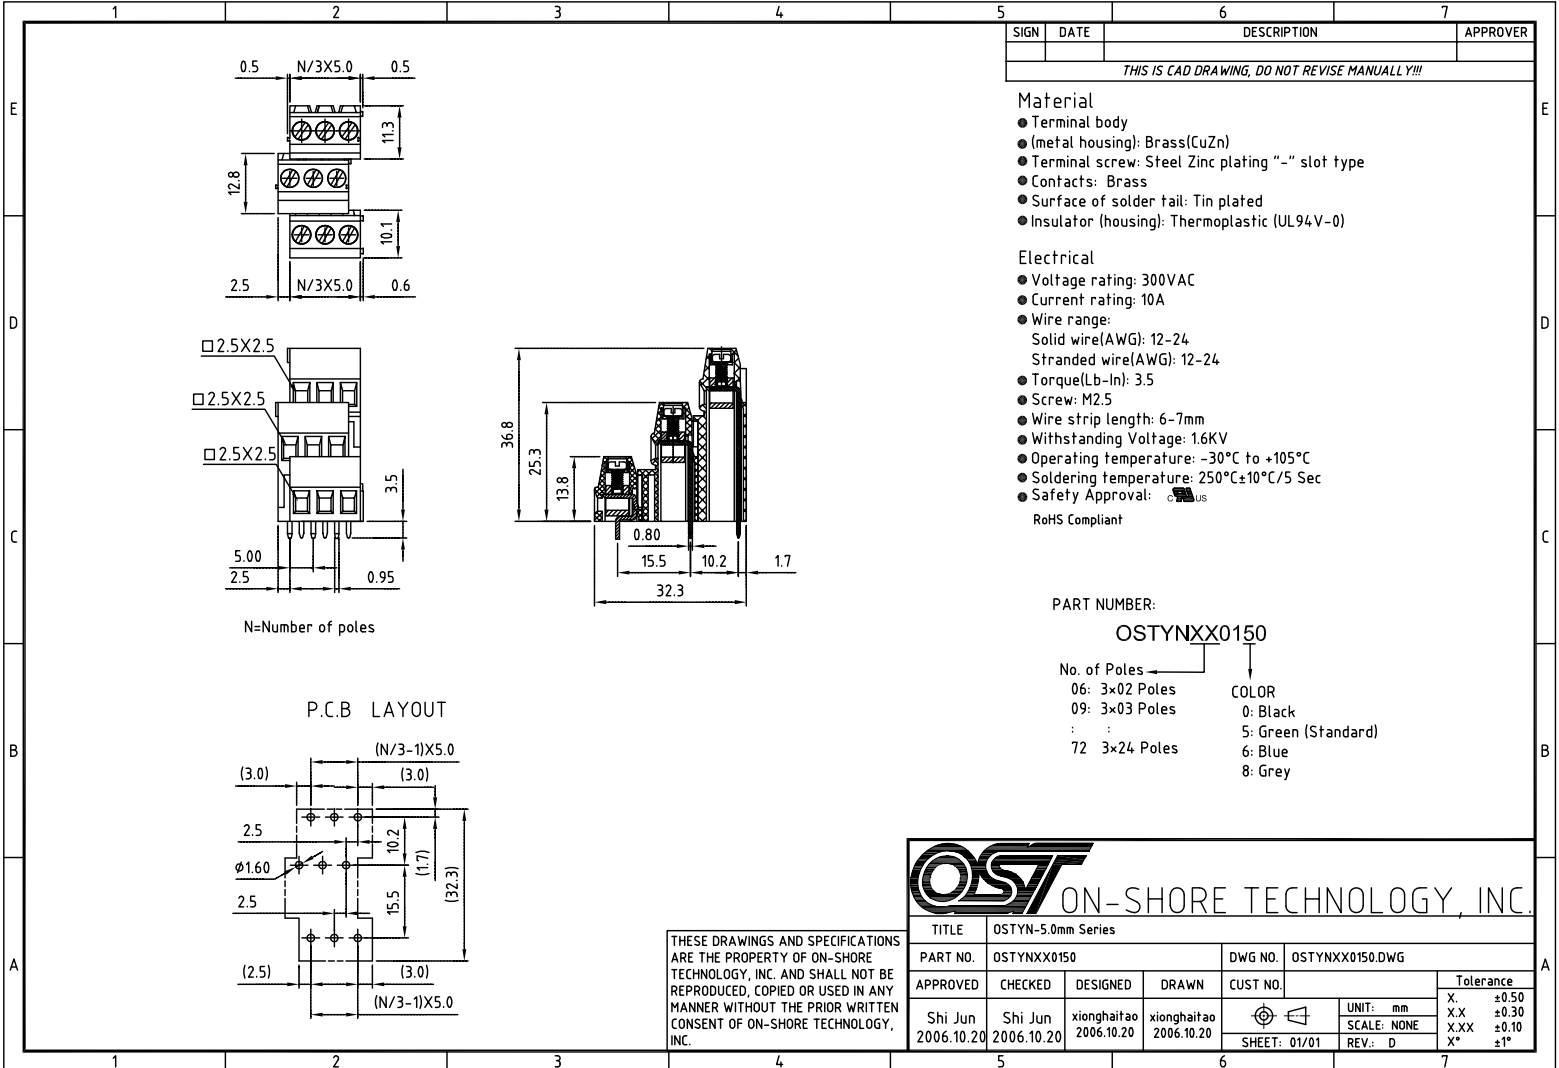 1 2 3 4 5 6 7
SIGN DATE DESCRIPTION APPROVER
THIS IS CAD DRAWING, DO NOT REVISE MANUALLY!!!
E
E
D
D
C
C
B
B
A
A
0.5 N/3X5.0 0.5
11.3
12.8
10.1
2.5 N/3X5.0 0.6
□2.5X2.5
□2.5X2.5
□2.5X2.5
3.5
5.00
2.5 0.95
N=Number of poles
36.8
25.3
13.8
0.80
15.5 10.2 1.7
32.3
Material
● Terminal body
● (metal housing): Brass(CuZn)
● Terminal screw: Steel Zinc plating "-" slot type
● Contacts: Brass
● Surface of solder tail: Tin plated
● Insulator (housing): Thermoplastic (UL94V-0)
Electrical
● Voltage rating: 300VAC
● Current rating: 10A
● Wire range:
Solid wire(AWG): 12-24
Stranded wire(AWG): 12-24
● Torque(Lb-In): 3.5
● Screw: M2.5
● Wire strip length: 6-7mm
● Withstanding Voltage: 1.6KV
● Operating temperature: -30°C to +105°C
● Soldering temperature: 250°C±10°C/5 Sec
● Safety Approval: C US
RoHS Compliant
PART NUMBER:
OSTYNXX0150
No. of Poles
06: 3×02 Poles
09: 3×03 Poles
: :
72 3×24 Poles
COLOR
0: Black
5: Green (Standard)
6: Blue
8: Grey
P.C.B LAYOUT
(N/3-1)X5.0
(3.0) (3.0)
2.5
10.2
(1.7)
(32.3)
ø1.60
15.5
2.5
(2.5) (3.0)
(N/3-1)X5.0
THESE DRAWINGS AND SPECIFICATIONS
ARE THE PROPERTY OF ON-SHORE
TECHNOLOGY, INC. AND SHALL NOT BE
REPRODUCED, COPIED OR USED IN ANY
MANNER WITHOUT THE PRIOR WRITTEN
CONSENT OF ON-SHORE TECHNOLOGY,
INC.
OST ON-SHORE TECHNOLOGY, INC.
TITLE OSTYN-5.0mm Series
PART NO. OSTYNXX0150 DWG NO. OSTYNXX0150.DWG
APPROVED CHECKED DESIGNED DRAWN CUST NO.
Shi Jun
2006.10.20
Shi Jun
2006.10.20
xionghaitao
2006.10.20
xionghaitao
2006.10.20
SHEET: 01/01
UNIT: mm
SCALE: NONE
REV.: D
Tolerance
X. ±0.50
X.X ±0.30
X.XX ±0.10
X° ±1°
1 2 3 4 5 6 7